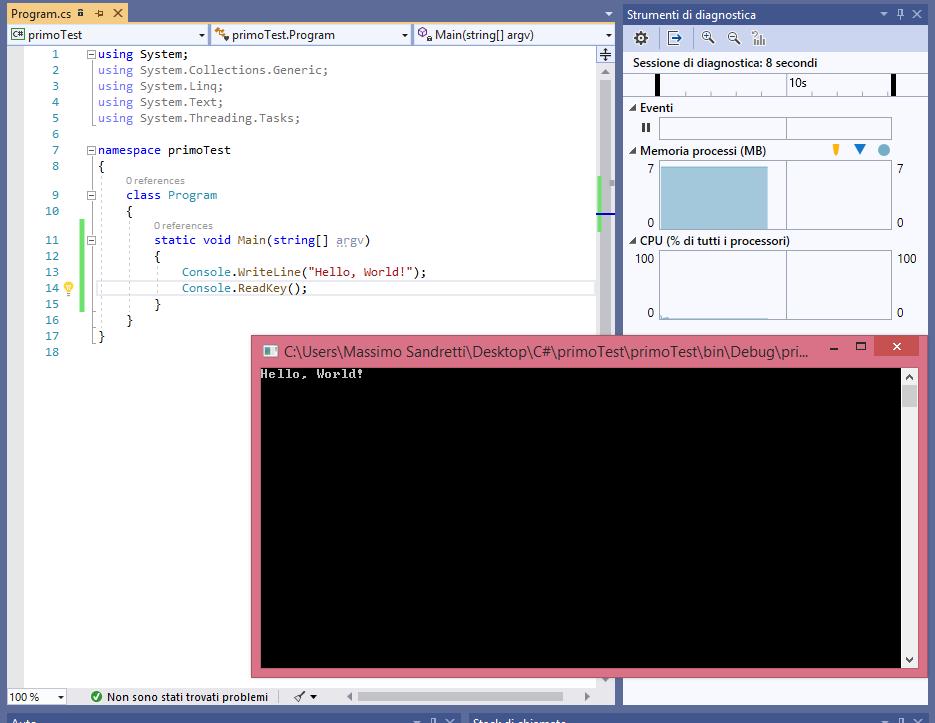 Program.cs
primoTest
primoTest.Program
Main(string[] argv)
1 using System;
2 using System.Collections.Generic;
3 using System.Linq;
4 using System.Text;
5 using System.Threading.Tasks;
6
7 namespace primoTest
8 {
0 references
9 class Program
10 {
0 references
11 static void Main(string[] argv)
12 {
13 Console.WriteLine("Hello, World!");
14 Console.ReadKey();
15 }
16 }
17 }
18
100 %
Non sono stati trovati problemi
Strumenti di diagnostica
Sessione di diagnostica: 8 secondi
10s
Eventi
Memoria processi (MB)
7 7
0 0
CPU (% di tutti i processori)
100 100
0 0
C:\Users\Massimo Sandretti\Desktop\C#\primoTest\primoTest\bin\Debug\pri...
Hello, World!
Auto
Stack di chiamate